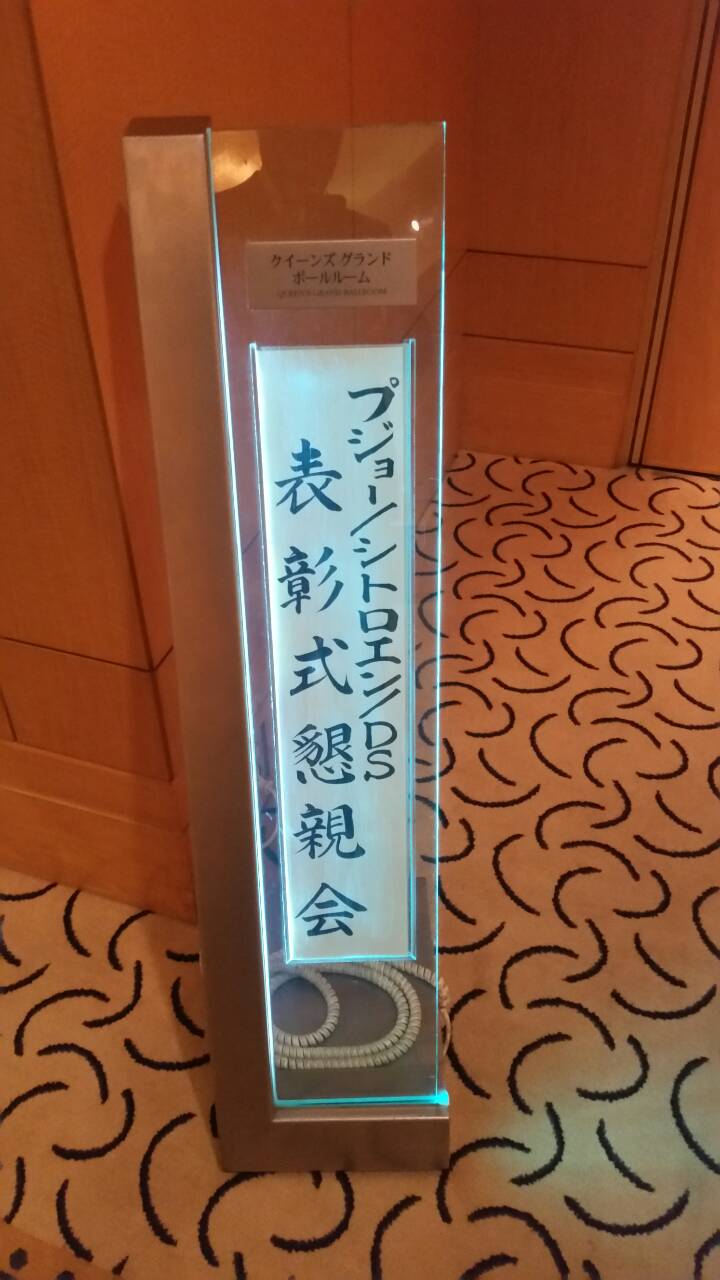 クイーンズ グランド
ボールルーム
QUEEN'S GRAND BALLROOM
プジョー/シトロエン/DS
表彰式懇親会